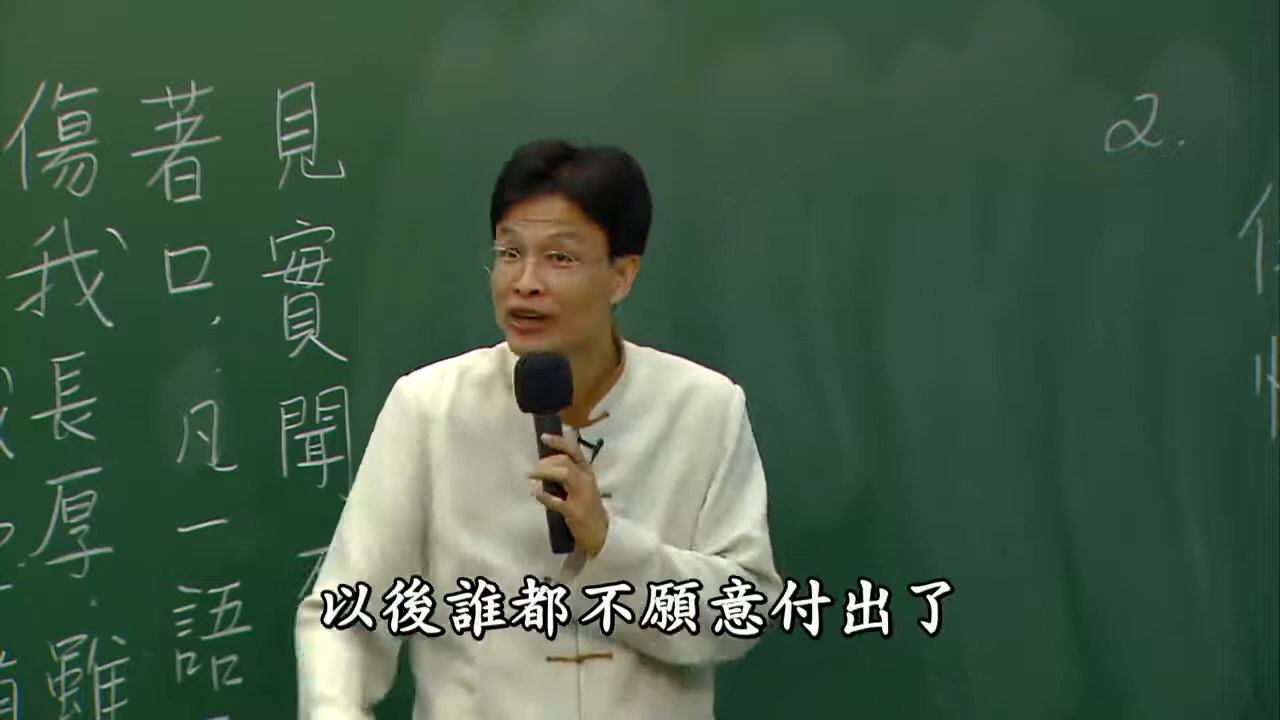 見實聞
著口．凡一語
傷我長厚．雖
2.
以後誰都不願意付出了